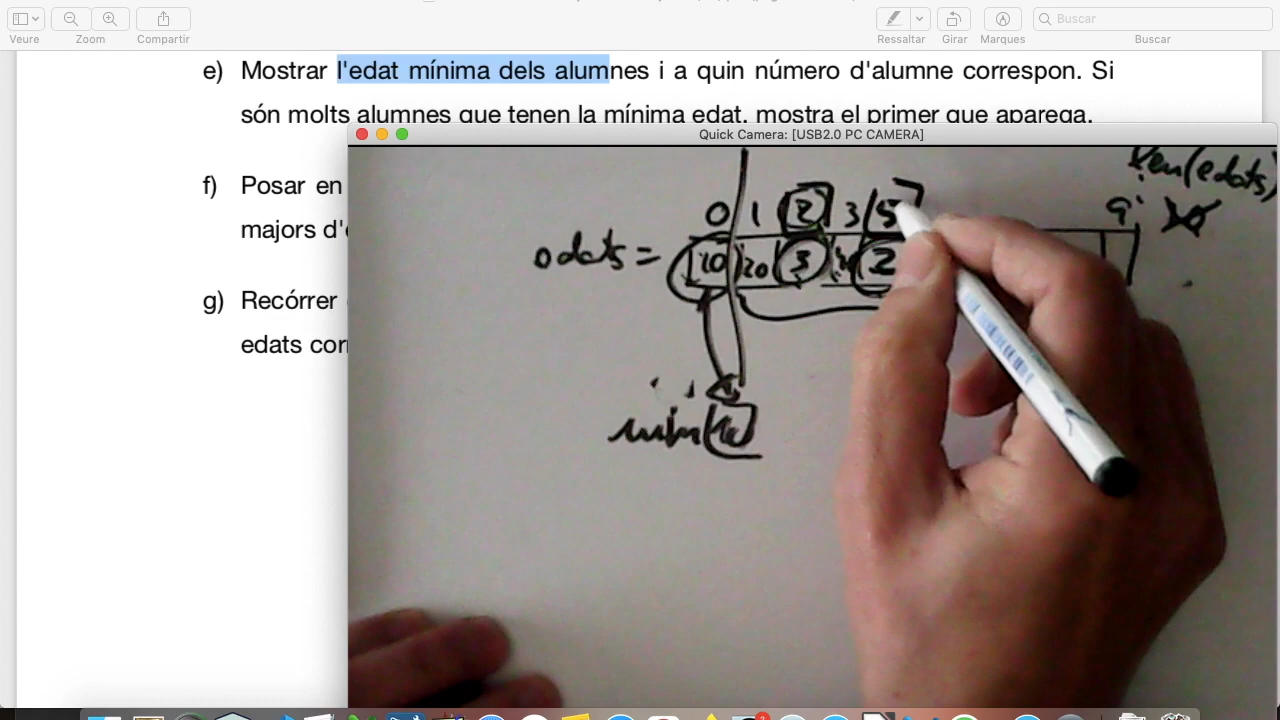 Veure
Zoom
Compartir
Ressaltar
Girar
Marques
Buscar
Buscar
e) Mostrar l'edat mínima dels alumnes i a quin número d'alumne correspon. Si
són molts alumnes que tenen la mínima edat, mostra el primer que aparega.
Quick Camera: [USB2.0 PC CAMERA]
f) Posar en
majors d'e
g) Recórrer
edats cor
len(edats)
0 1 2 3 5 9
edats = 10 20 3 2
min